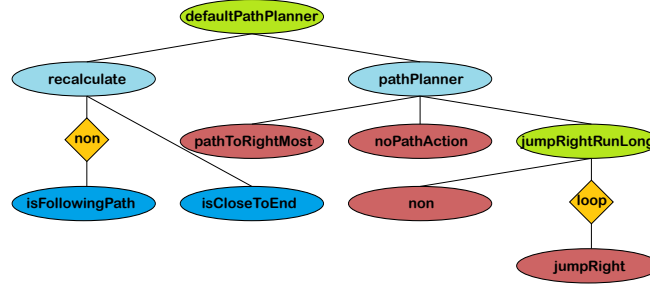 defaultPathPlanner
recalculate
pathPlanner
non
pathToRightMost
noPathAction
jumpRightRunLong
isFollowingPath
isCloseToEnd
non
loop
jumpRight